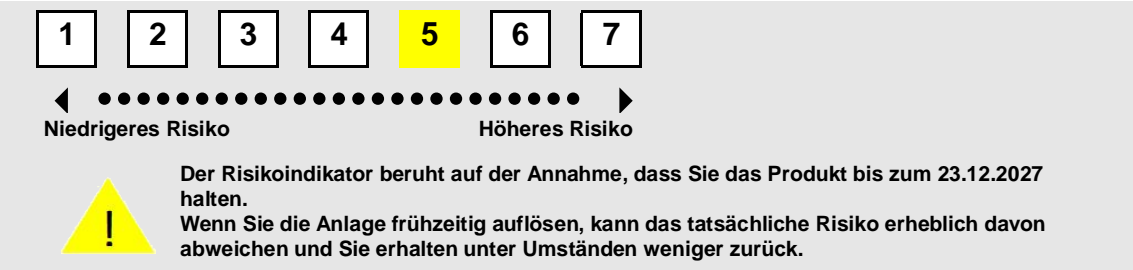 1 2 3 4 5 6 7
Niedrigeres Risiko Höheres Risiko
Der Risikoindikator beruht auf der Annahme, dass Sie das Produkt bis zum 23.12.2027
halten.
Wenn Sie die Anlage frühzeitig auflösen, kann das tatsächliche Risiko erheblich davon
abweichen und Sie erhalten unter Umständen weniger zurück.
!